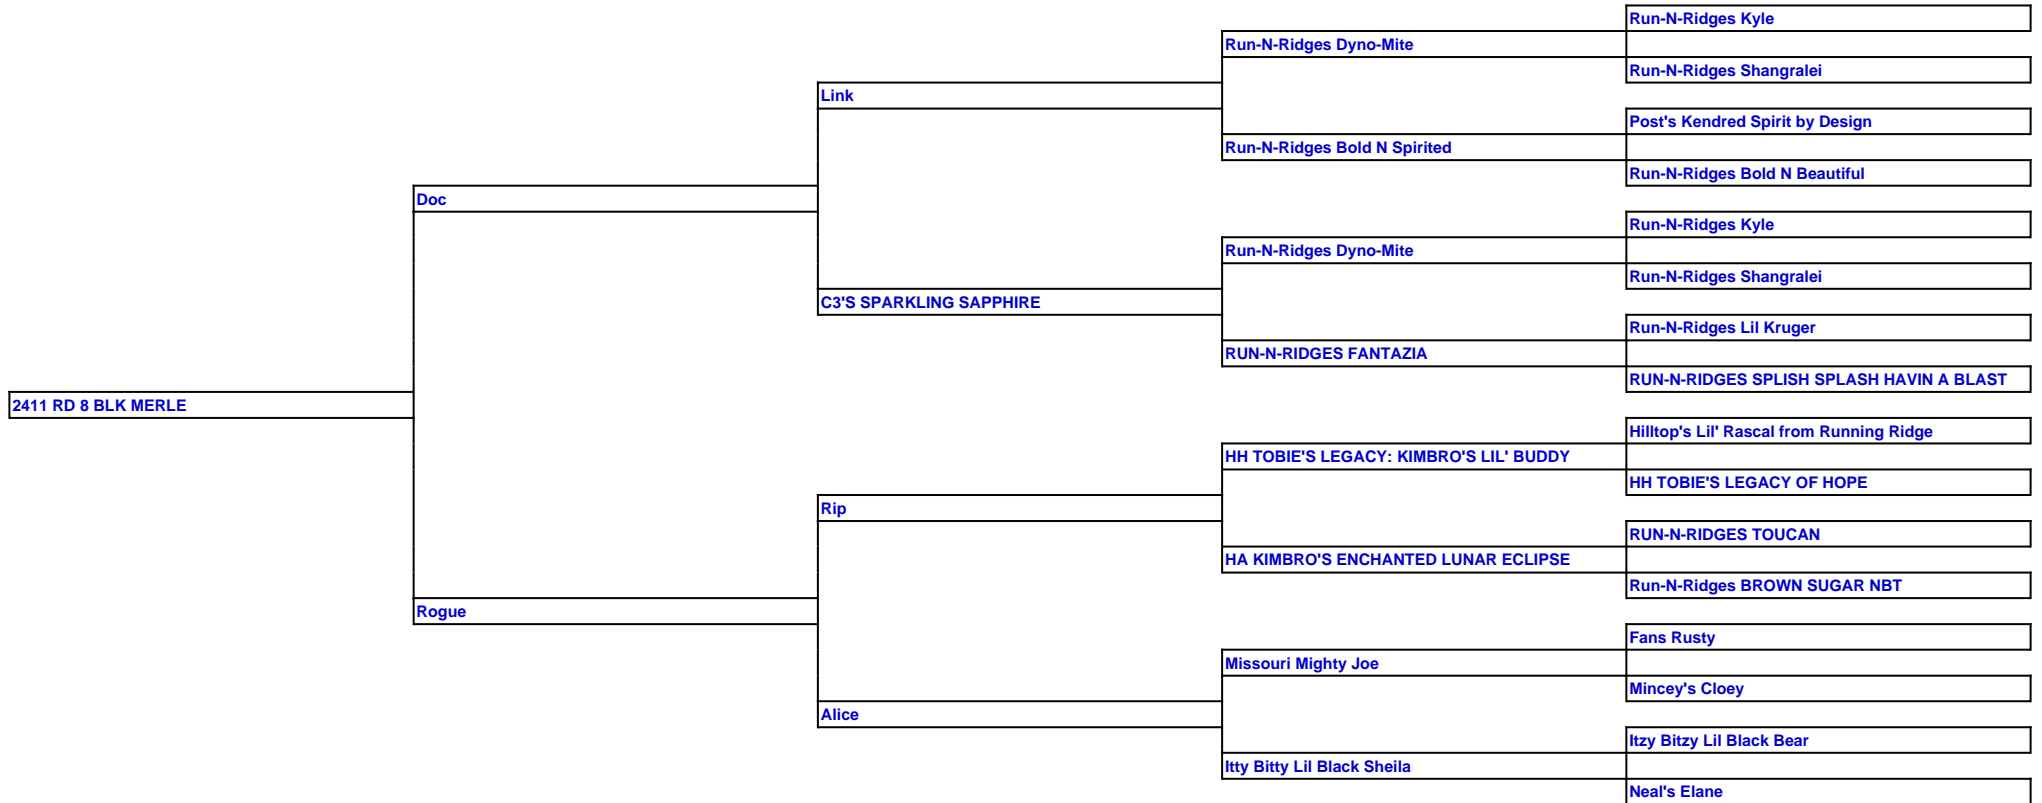 Run-N-Ridges Kyle
Run-N-Ridges Dyno-Mite
Run-N-Ridges Shangralei
Link
Post's Kendred Spirit by Design
Run-N-Ridges Bold N Spirited
Run-N-Ridges Bold N Beautiful
Doc
Run-N-Ridges Kyle
Run-N-Ridges Dyno-Mite
Run-N-Ridges Shangralei
C3'S SPARKLING SAPPHIRE
Run-N-Ridges Lil Kruger
RUN-N-RIDGES FANTAZIA
RUN-N-RIDGES SPLISH SPLASH HAVIN A BLAST
2411 RD 8 BLK MERLE
Hilltop's Lil' Rascal from Running Ridge
HH TOBIE'S LEGACY: KIMBRO'S LIL' BUDDY
HH TOBIE'S LEGACY OF HOPE
Rip
RUN-N-RIDGES TOUCAN
HA KIMBRO'S ENCHANTED LUNAR ECLIPSE
Run-N-Ridges BROWN SUGAR NBT
Rogue
Fans Rusty
Missouri Mighty Joe
Mincey's Cloey
Alice
Itzy Bitzy Lil Black Bear
Itty Bitty Lil Black Sheila
Neal's Elane